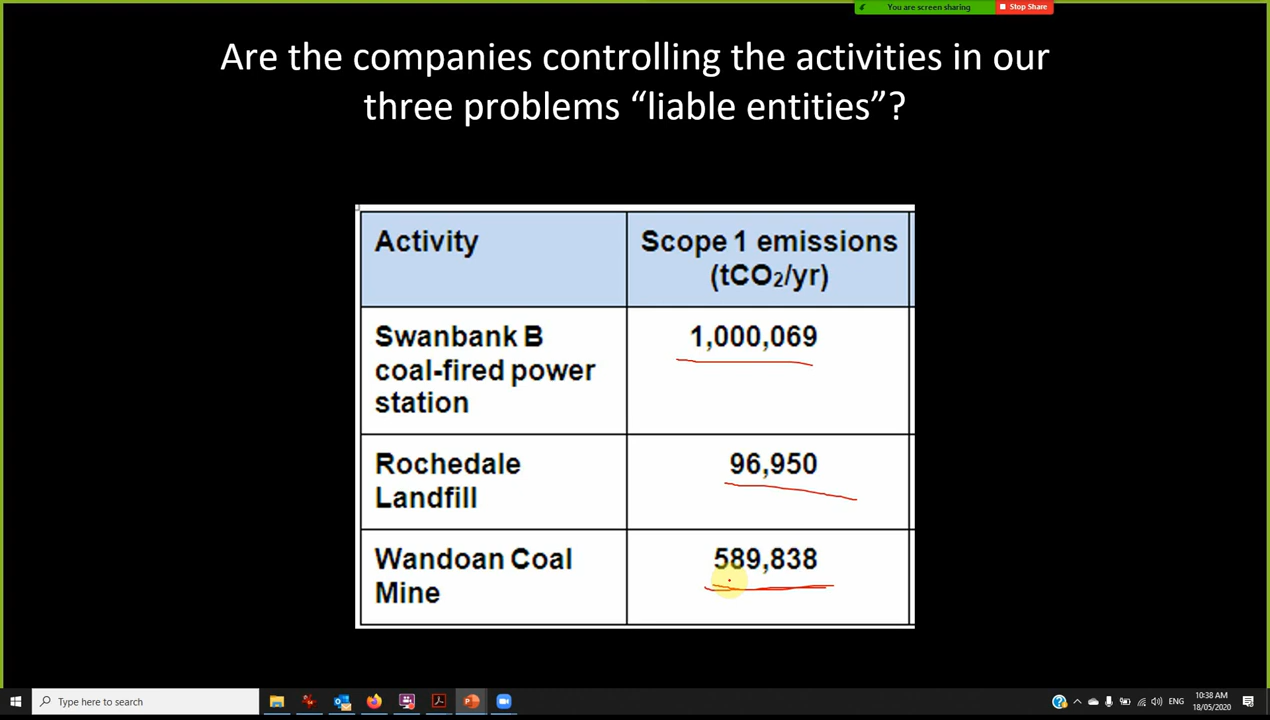 You are screen sharing
Stop Share
Are the companies controlling the activities in our
three problems “liable entities”?
Activity
Scope 1 emissions
(tCO₂/yr)
Swanbank B
coal-fired power
station
1,000,069
Rochedale
Landfill
96,950
Wandoan Coal
Mine
589,838
Type here to search
ENG
10:38 AM
18/05/2020